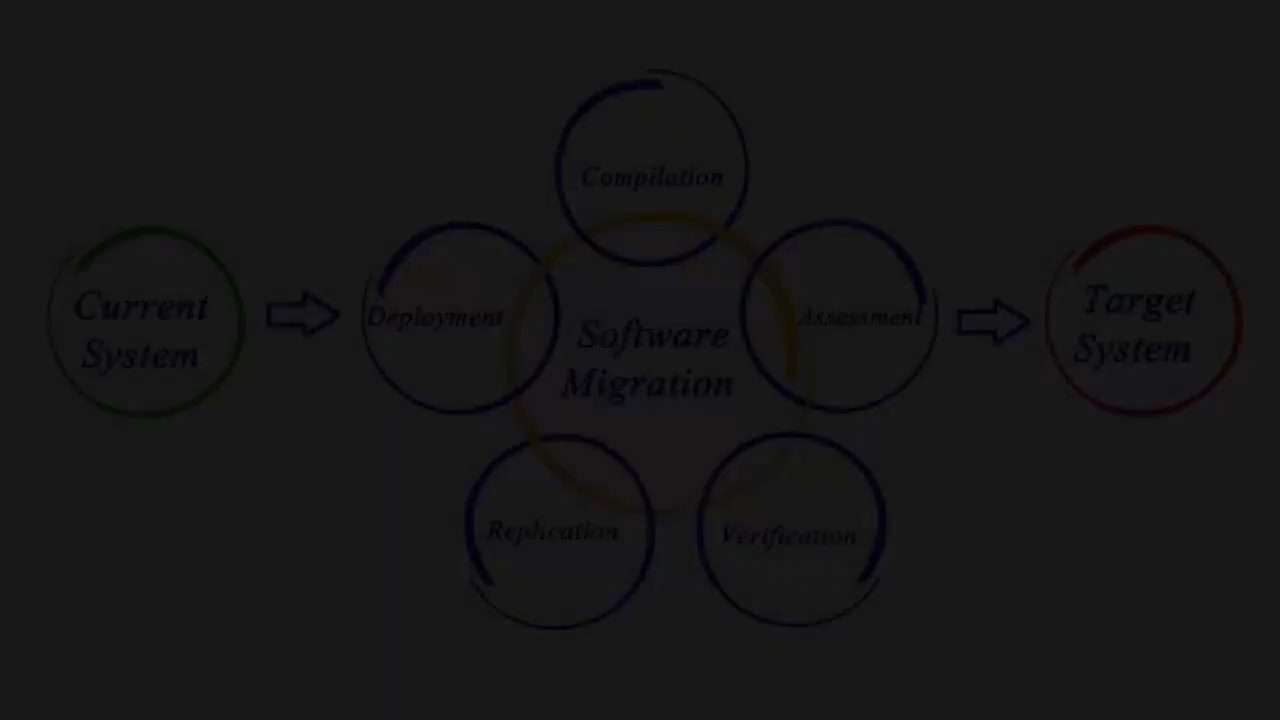 Compilation
Current
System
Deployment
Software
Migration
Assessment
Target
System
Replication
Verification